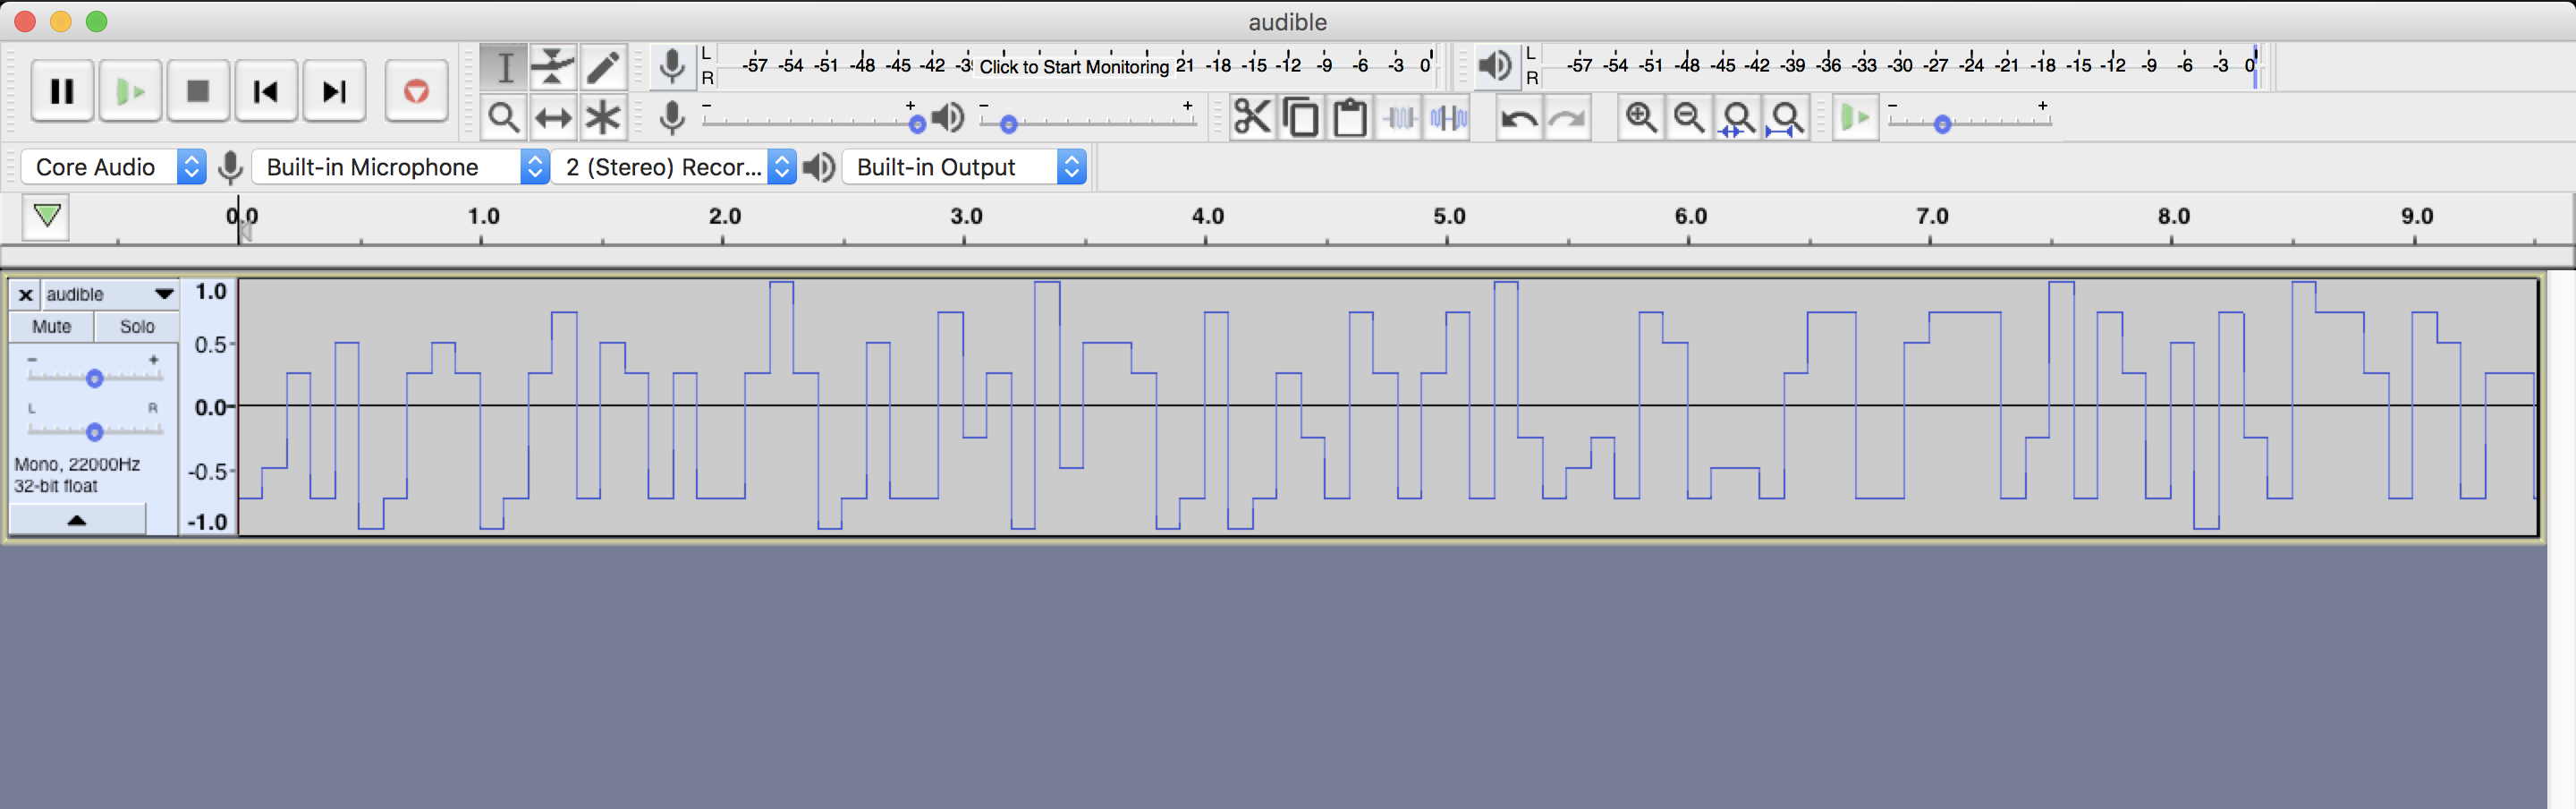 audible
L
R
-57 -54 -51 -48 -45 -42 -3 Click to Start Monitoring 21 -18 -15 -12 -9 -6 -3 0
L
R
-57 -54 -51 -48 -45 -42 -39 -36 -33 -30 -27 -24 -21 -18 -15 -12 -9 -6 -3 0
- + - + - +
Core Audio Built-in Microphone 2 (Stereo) Recor... Built-in Output
0.0 1.0 2.0 3.0 4.0 5.0 6.0 7.0 8.0 9.0
x audible
Mute Solo
- +
L R
Mono, 22000Hz
32-bit float
1.0
0.5
0.0
-0.5
-1.0